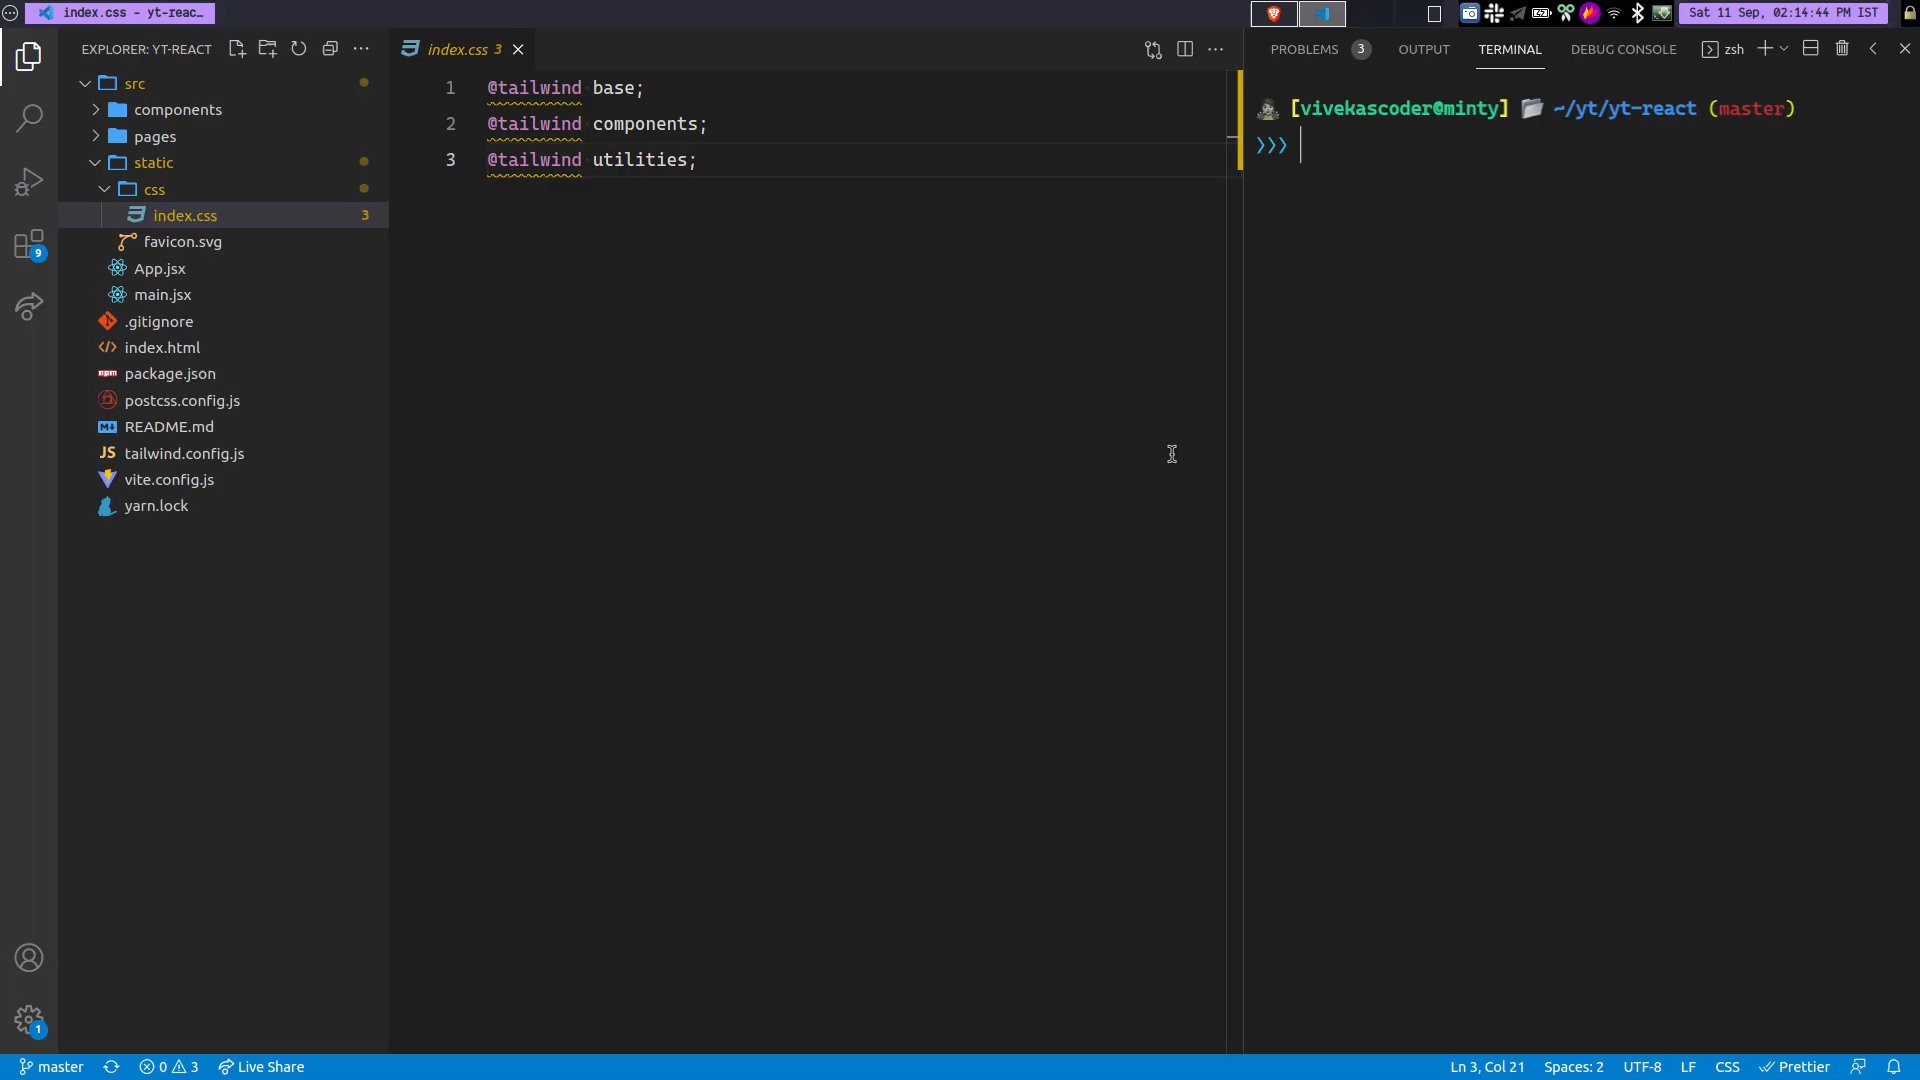 index.css - yt-reac…
Sat 11 Sep, 02:14:44 PM IST
EXPLORER: YT-REACT
src
components
pages
static
css
index.css 3
favicon.svg
App.jsx
main.jsx
.gitignore
index.html
package.json
postcss.config.js
README.md
JS tailwind.config.js
vite.config.js
yarn.lock
9
1
index.css 3
1 @tailwind base;
2 @tailwind components;
3 @tailwind utilities;
PROBLEMS 3 OUTPUT TERMINAL DEBUG CONSOLE zsh
[vivekascoder@minty] ~/yt/yt-react (master)
❯❯❯
master 0 3 Live Share
Ln 3, Col 21 Spaces: 2 UTF-8 LF CSS Prettier